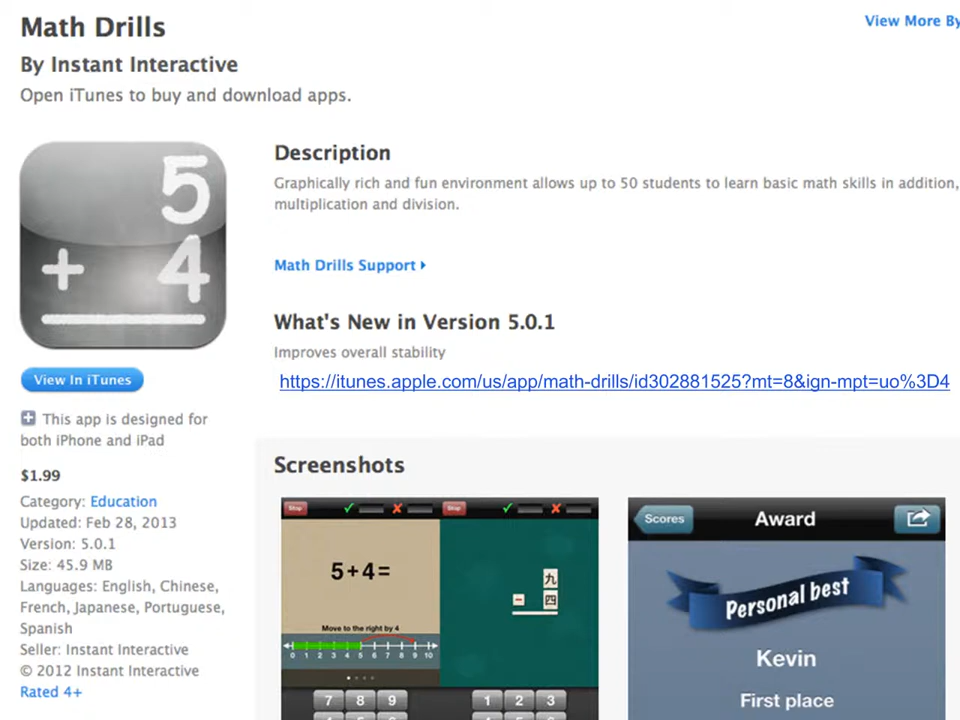 Math Drills
View More By
By Instant Interactive
Open iTunes to buy and download apps.
5
+ 4
Description
Graphically rich and fun environment allows up to 50 students to learn basic math skills in addition,
multiplication and division.
Math Drills Support
What's New in Version 5.0.1
Improves overall stability
https://itunes.apple.com/us/app/math-drills/id302881525?mt=8&ign-mpt=uo%3D4
View In iTunes
This app is designed for
both iPhone and iPad
$1.99
Category: Education
Updated: Feb 28, 2013
Version: 5.0.1
Size: 45.9 MB
Languages: English, Chinese,
French, Japanese, Portuguese,
Spanish
Seller: Instant Interactive
© 2012 Instant Interactive
Rated 4+
Screenshots
Stop
5+4=
Move to the right by 4
0 1 2 3 4 5 6 7 8 9 10
7 8 9
Stop
九
− 四
1 2 3
Scores
Award
Personal best
Kevin
First place